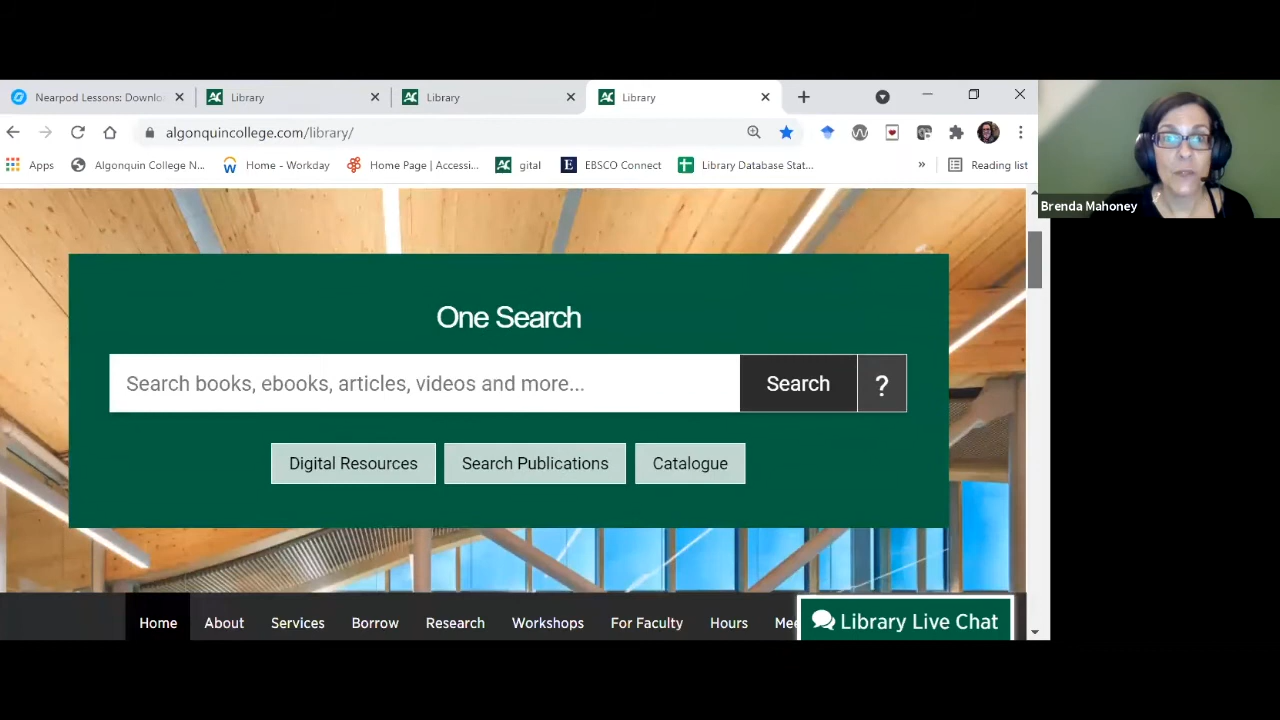 Nearpod Lessons: Downlo
Library
Library
Library
algonquincollege.com/library/
Apps
Algonquin College N...
Home - Workday
Home Page | Accessi...
AC gital
EBSCO Connect
Library Database Stat...
»
Reading list
Brenda Mahoney
One Search
Search books, ebooks, articles, videos and more...
Search
?
Digital Resources
Search Publications
Catalogue
Home
About
Services
Borrow
Research
Workshops
For Faculty
Hours
Mee
Library Live Chat